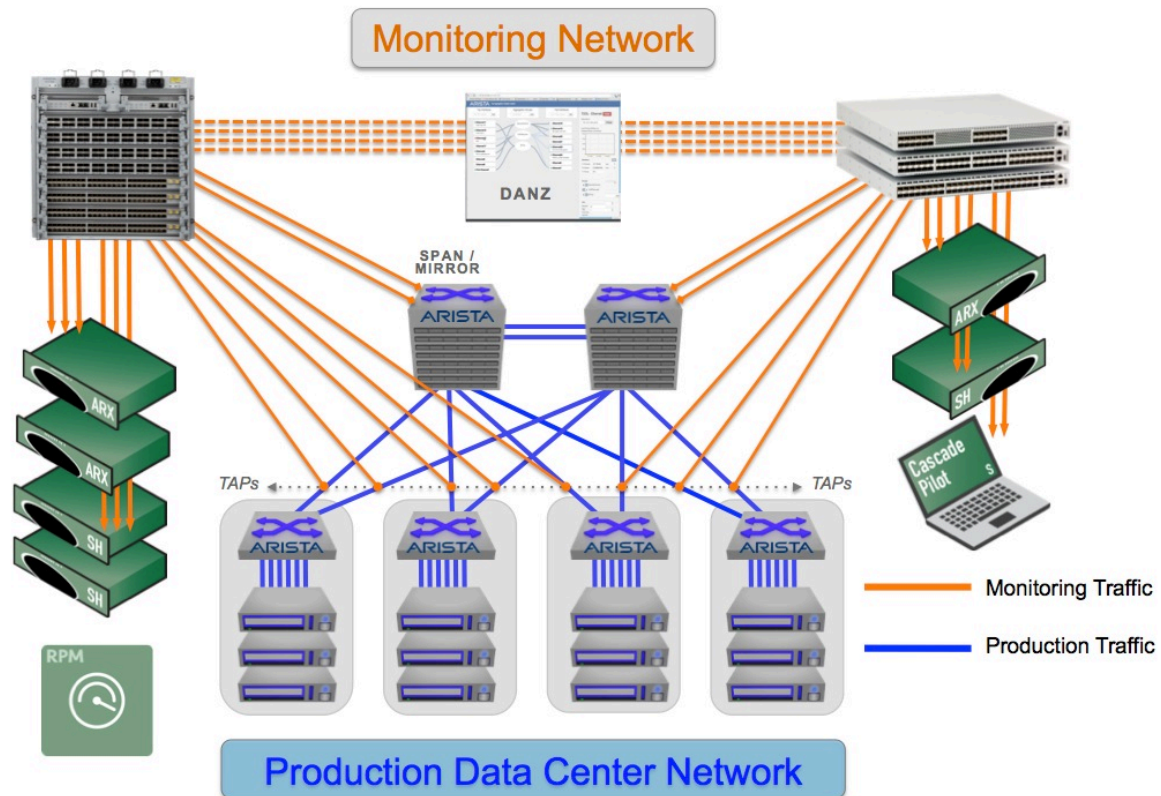 Monitoring Network
ARISTA
DANZ
SPAN /
MIRROR
ARISTA
ARISTA
ARX
ARX
SH
SH
ARX
SH
Cascade
Pilot
S
TAPs
TAPs
ARISTA
ARISTA
ARISTA
ARISTA
Monitoring Traffic
Production Traffic
RPM
Production Data Center Network